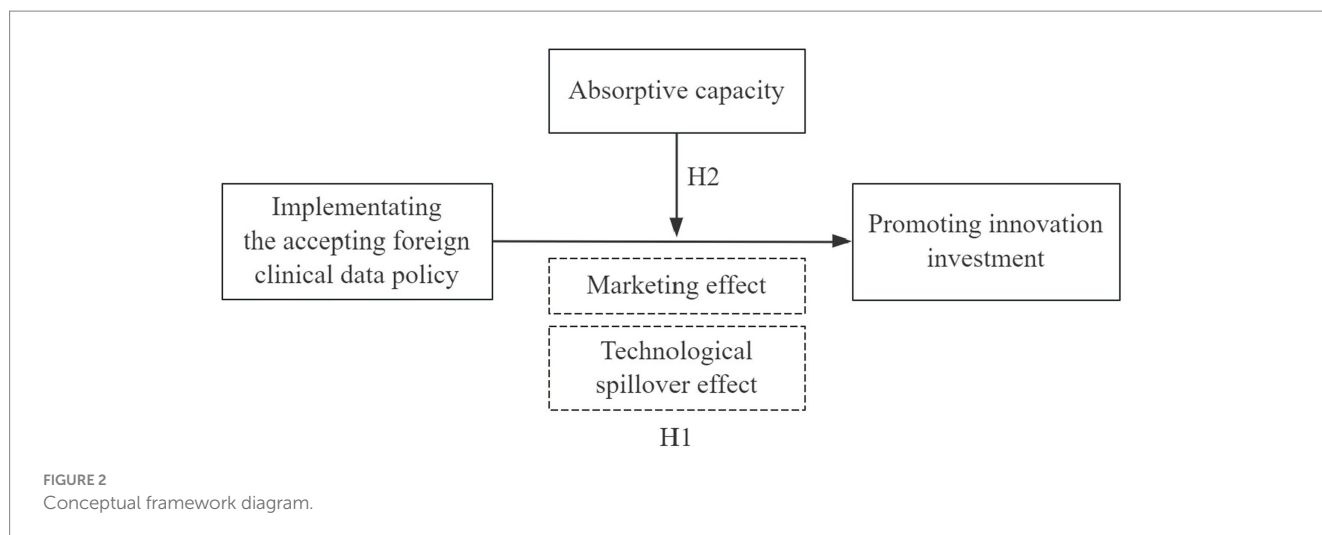 Absorptive capacity
H2
Implementating
the accepting foreign
clinical data policy
Promoting innovation
investment
Marketing effect
Technological
spillover effect
H1
FIGURE 2
Conceptual framework diagram.